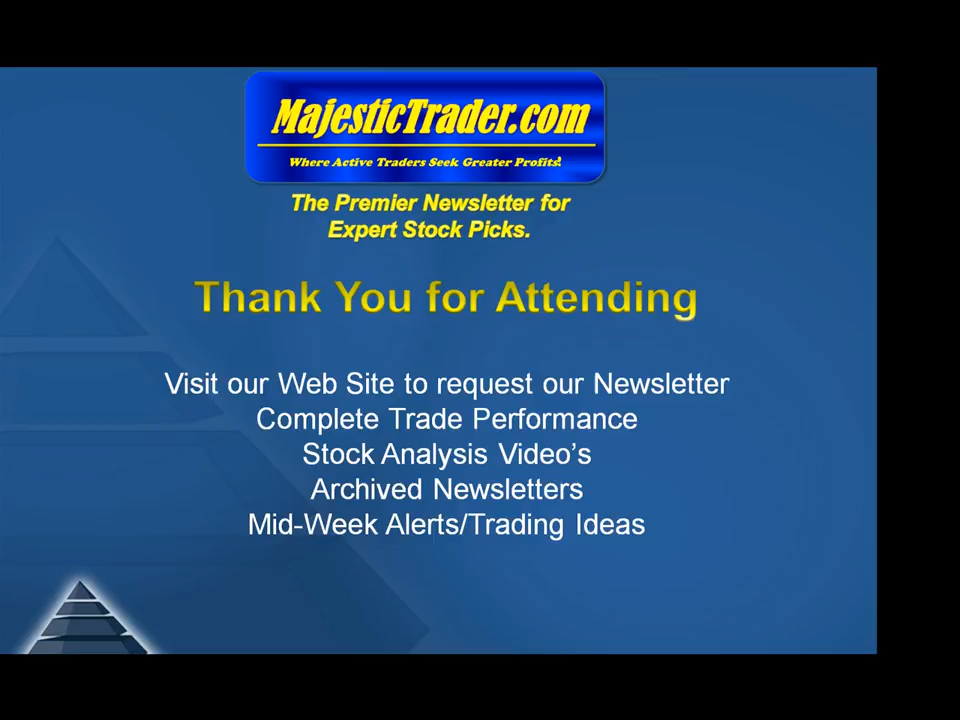 MajesticTrader.com
Where Active Traders Seek Greater Profits!
The Premier Newsletter for
Expert Stock Picks.
Thank You for Attending
Visit our Web Site to request our Newsletter
Complete Trade Performance
Stock Analysis Video’s
Archived Newsletters
Mid-Week Alerts/Trading Ideas